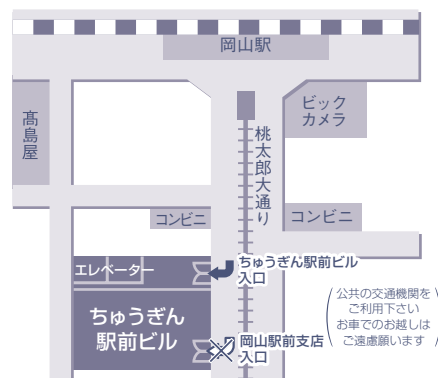 岡山駅
髙島屋
ビック
カメラ
桃太郎大通り
コンビニ
コンビニ
エレベーター
ちゅうぎん駅前ビル
入口
ちゅうぎん
駅前ビル
岡山駅前支店
入口
公共の交通機関を
ご利用下さい
お車でのお越しは
ご遠慮願います